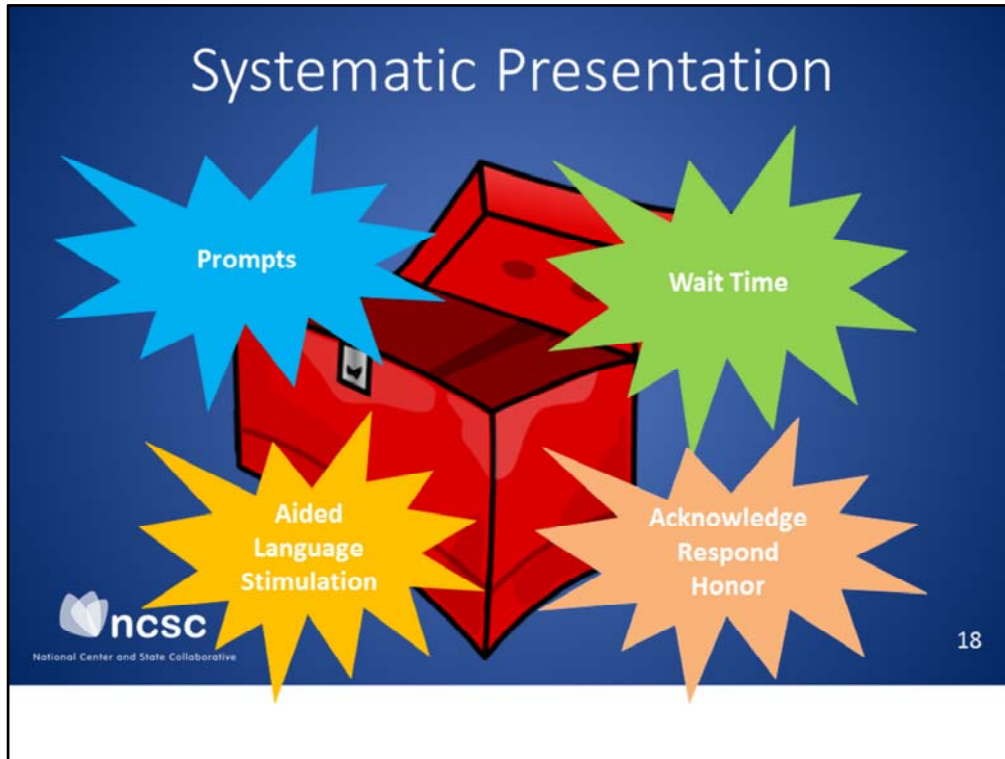 Systematic Presentation
Prompts
Wait Time
Aided
Language
Stimulation
Acknowledge
Respond
Honor
ncsc
National Center and State Collaborative
18